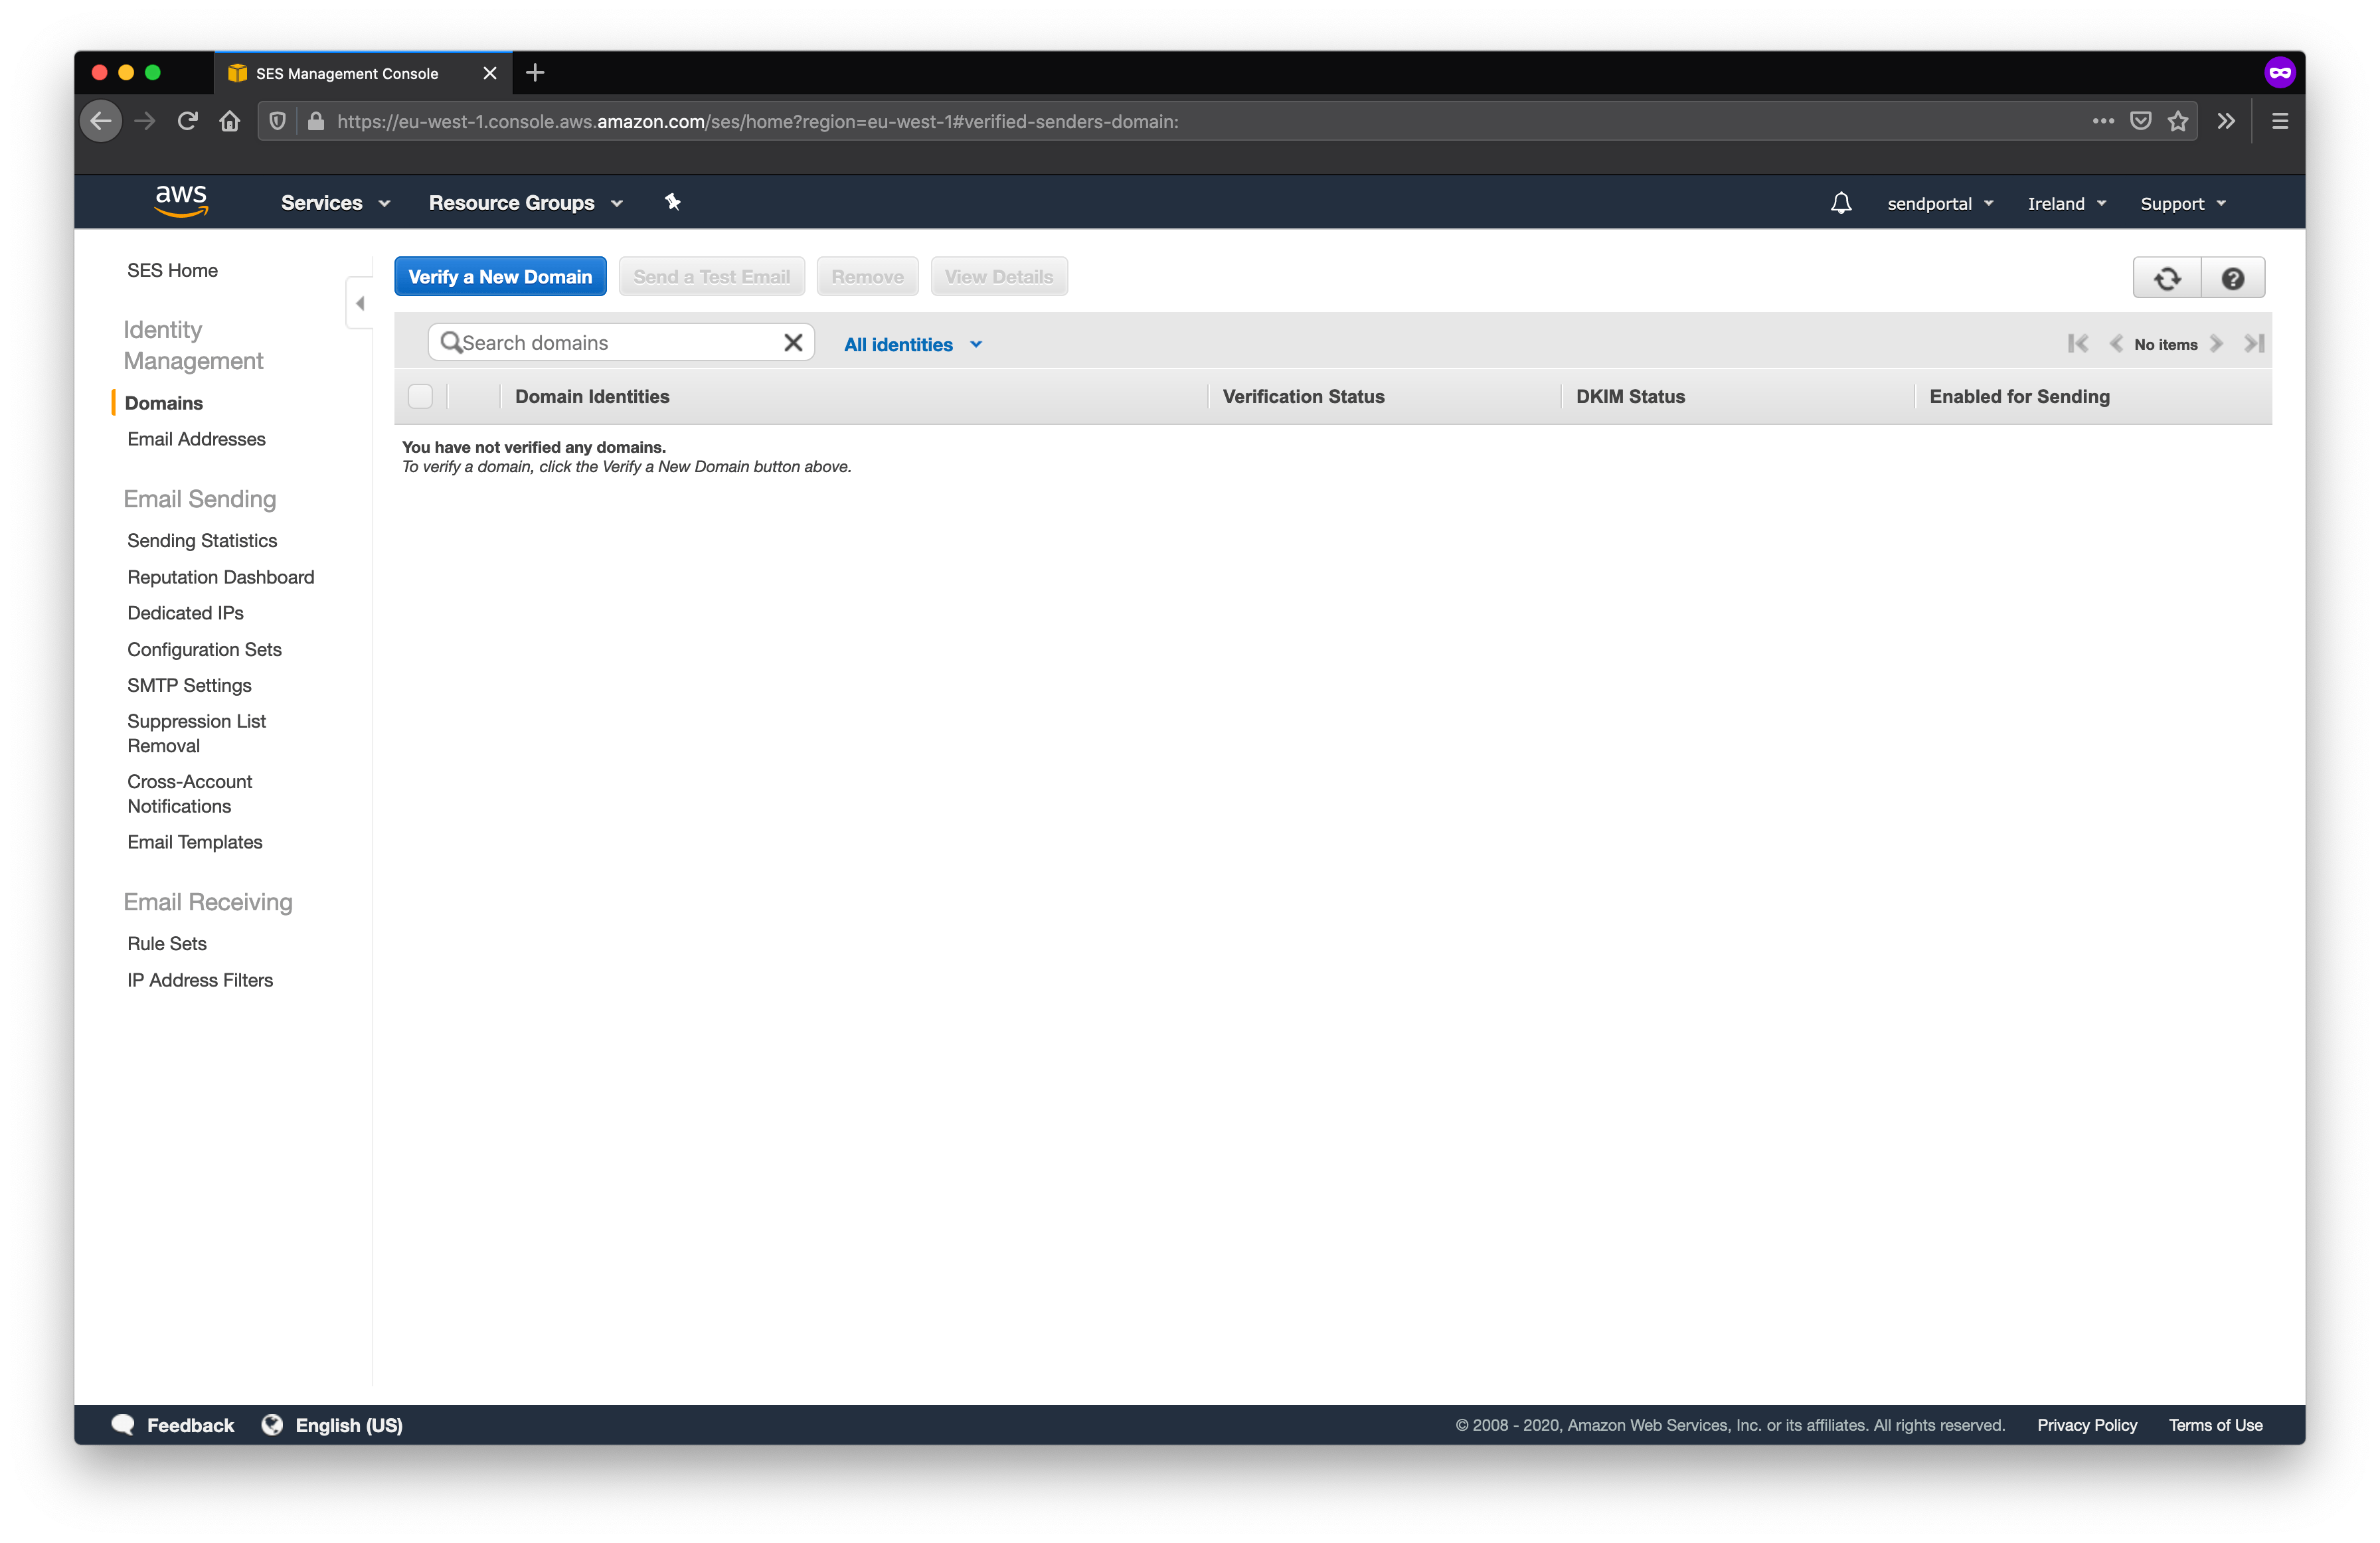 SES Management Console
https://eu-west-1.console.aws.amazon.com/ses/home?region=eu-west-1#verified-senders-domain:
aws
Services
Resource Groups
sendportal
Ireland
Support
SES Home
Identity
Management
Domains
Email Addresses
Email Sending
Sending Statistics
Reputation Dashboard
Dedicated IPs
Configuration Sets
SMTP Settings
Suppression List
Removal
Cross-Account
Notifications
Email Templates
Email Receiving
Rule Sets
IP Address Filters
Verify a New Domain
Send a Test Email
Remove
View Details
Search domains
All identities
No items
Domain Identities
Verification Status
DKIM Status
Enabled for Sending
You have not verified any domains.
To verify a domain, click the Verify a New Domain button above.
Feedback
English (US)
© 2008 - 2020, Amazon Web Services, Inc. or its affiliates. All rights reserved.
Privacy Policy
Terms of Use